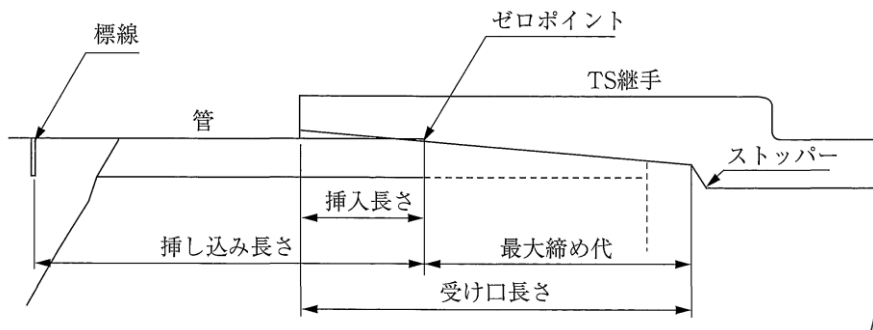 ゼロポイント
標線
TS継手
管
ストッパー
挿入長さ
挿し込み長さ
最大締め代
受け口長さ